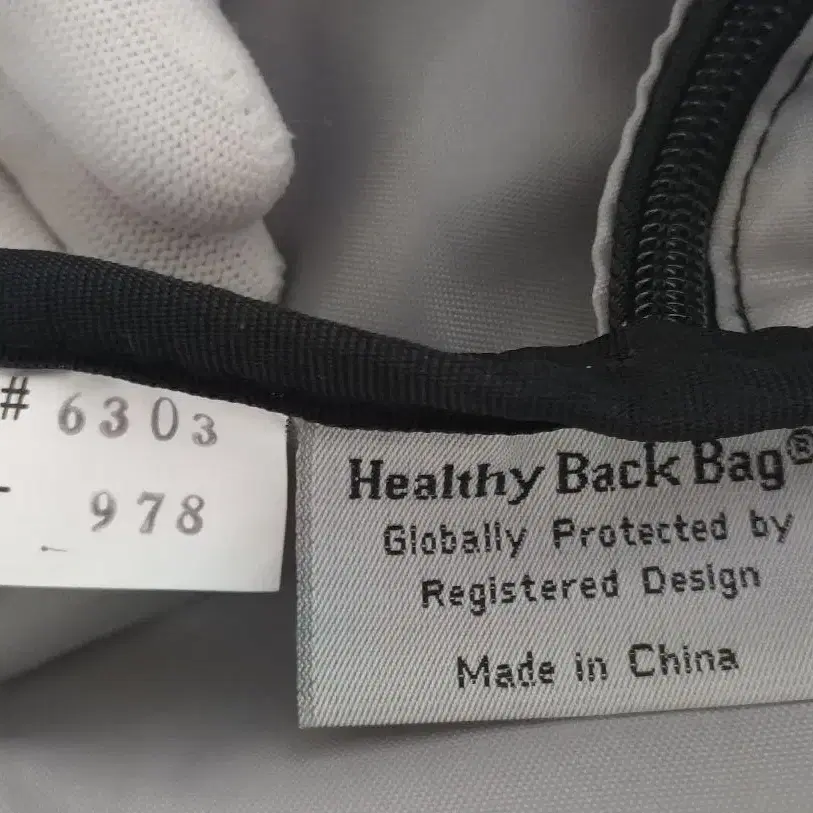 # 6303
- 978
Healthy Back Bag®
Globally Protected by
Registered Design
Made in China